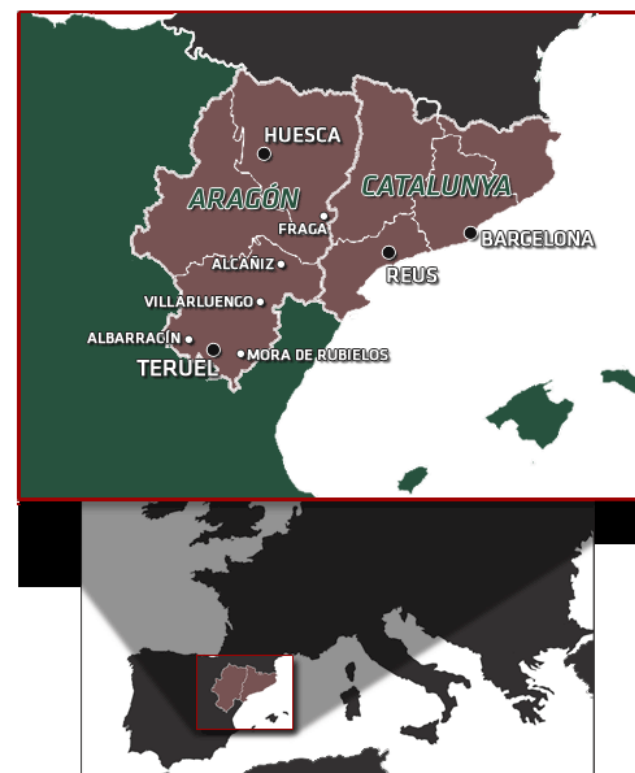 HUESCA
CATALUNYA
ARAGÓN
FRAGA
BARCELONA
ALCAÑIZ
REUS
VILLARLUENGO
ALBARRACÍN
MORA DE RUBIELOS
TERUEL